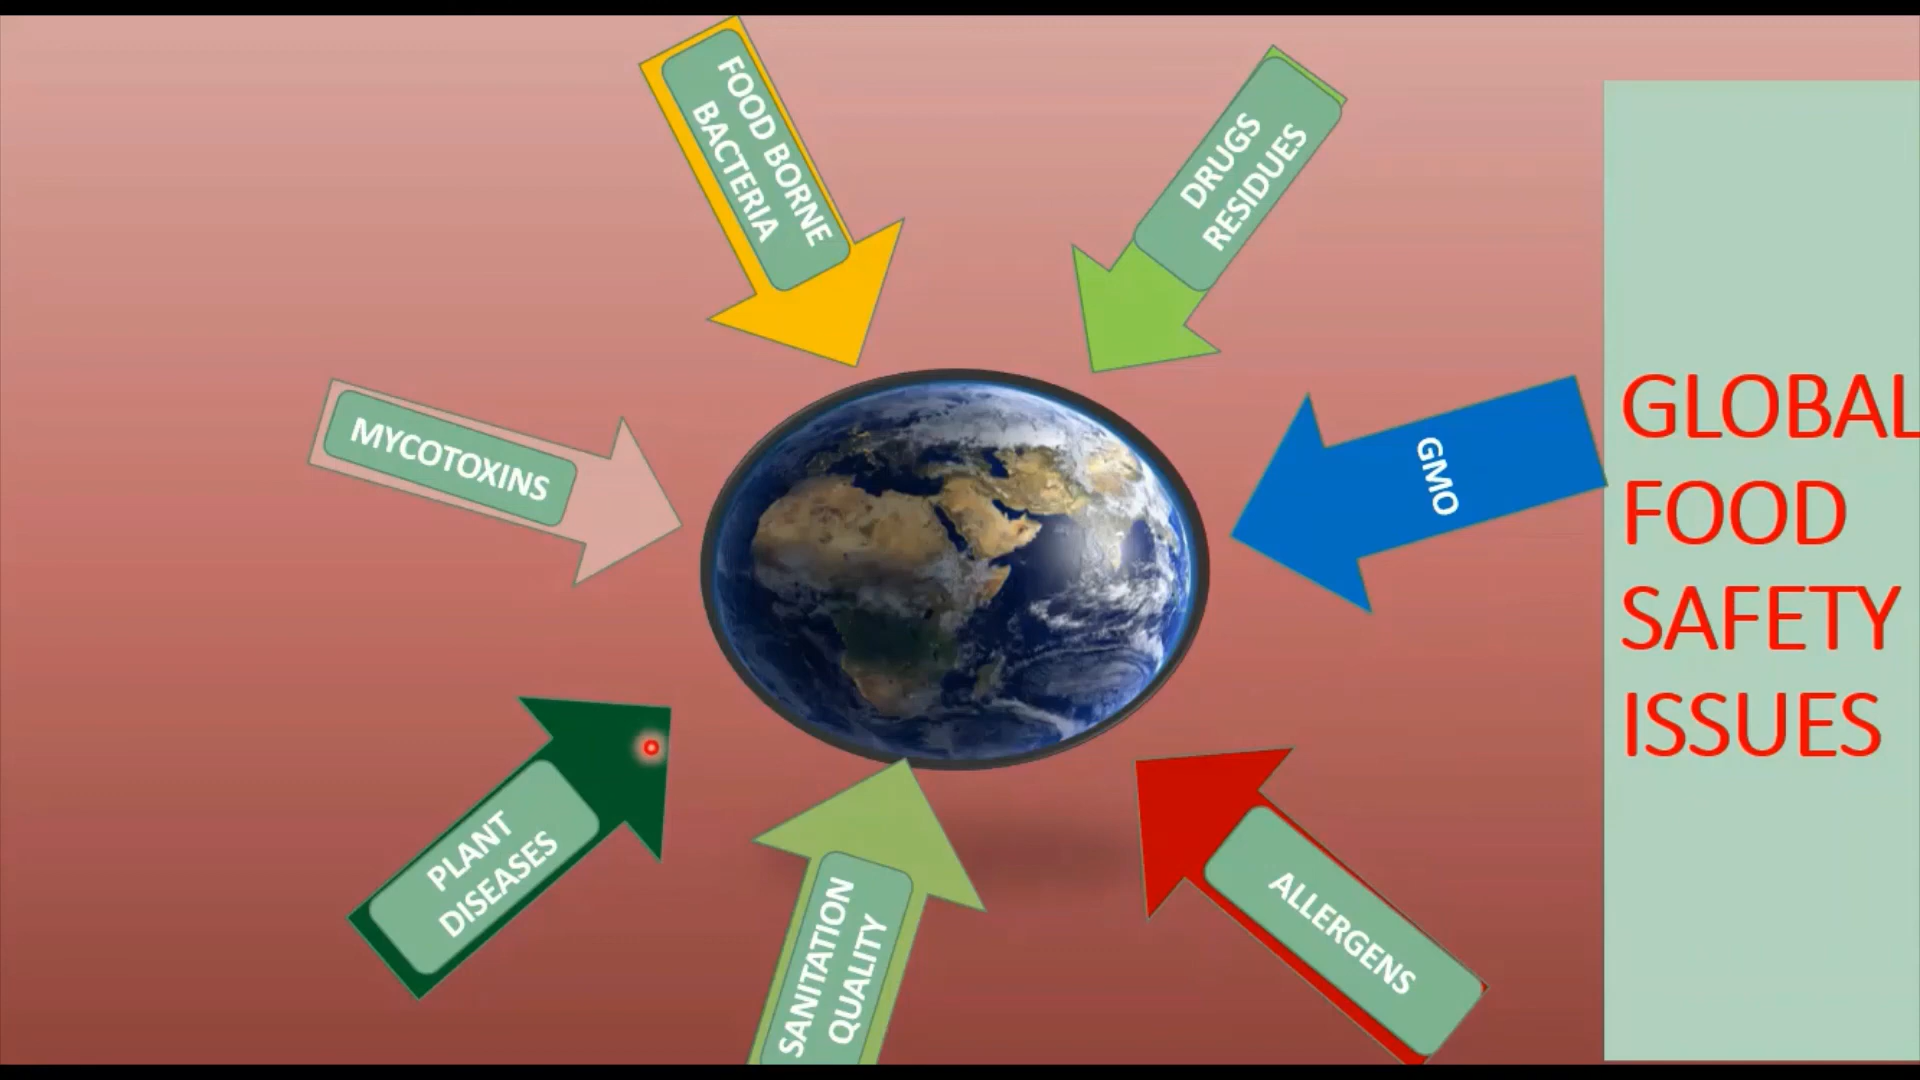 FOOD BORNE
BACTERIA
DRUGS
RESIDUES
MYCOTOXINS
GMO
GLOBAL
FOOD
SAFETY
ISSUES
PLANT
DISEASES
SANITATION
QUALITY
ALLERGENS